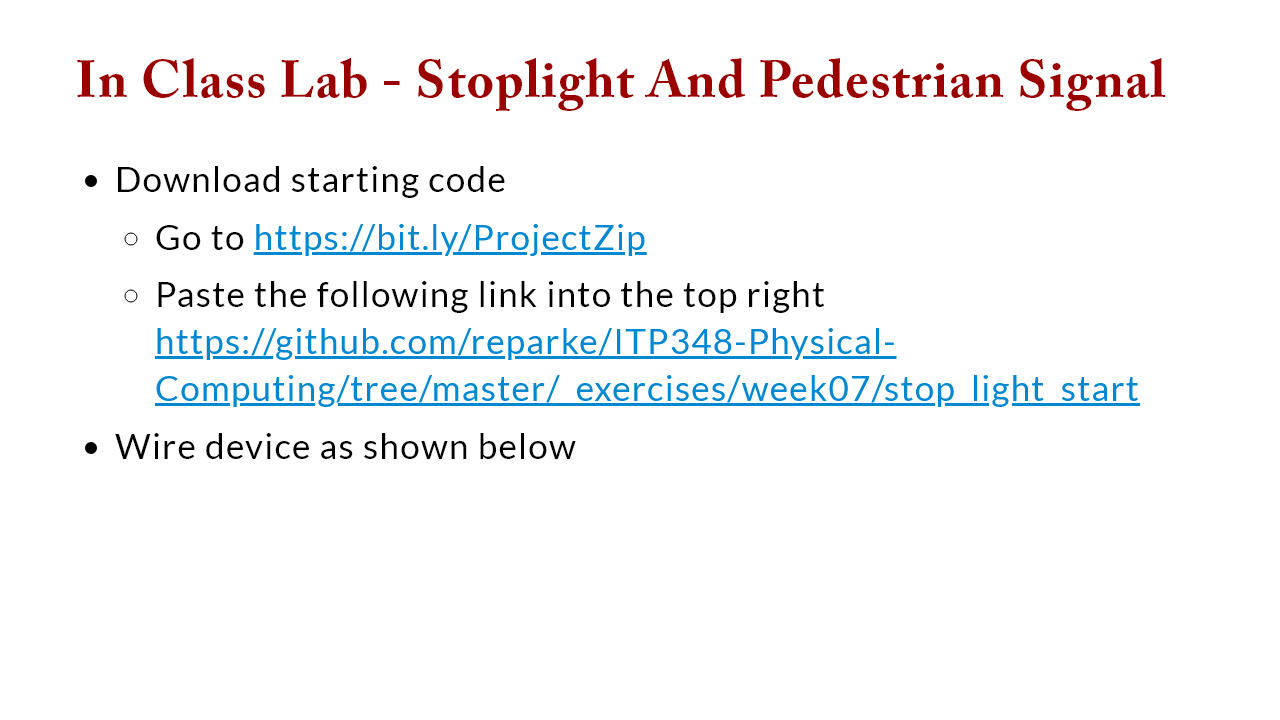 In Class Lab - Stoplight And Pedestrian Signal
• Download starting code
○ Go to https://bit.ly/ProjectZip
○ Paste the following link into the top right
https://github.com/reparke/ITP348-Physical-
Computing/tree/master/_exercises/week07/stop_light_start
• Wire device as shown below